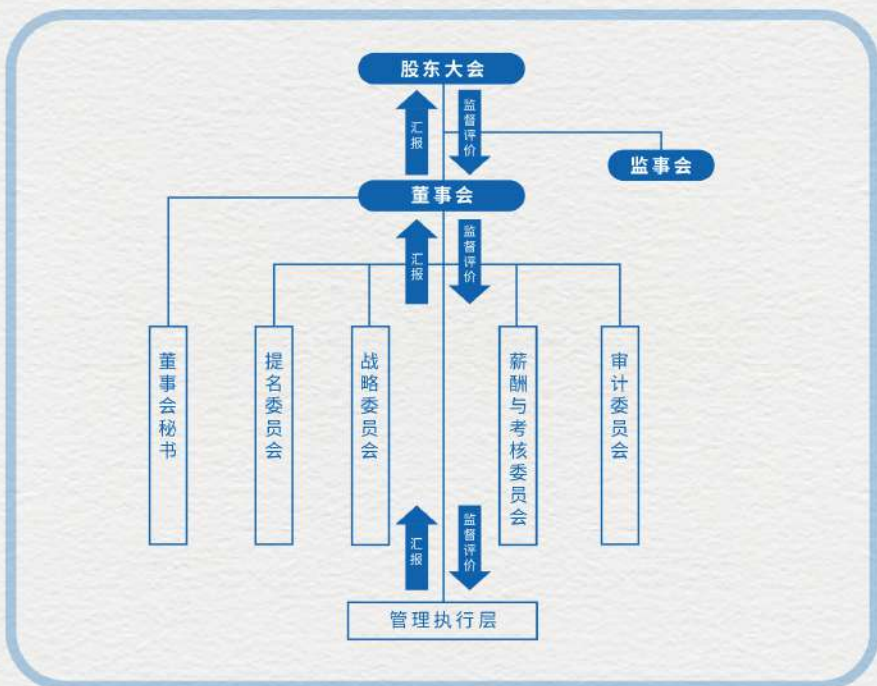 股东大会
汇报
监督评价
监事会
董事会
汇报
监督评价
董事会秘书
提名委员会
战略委员会
薪酬与考核委员会
审计委员会
汇报
监督评价
管理执行层